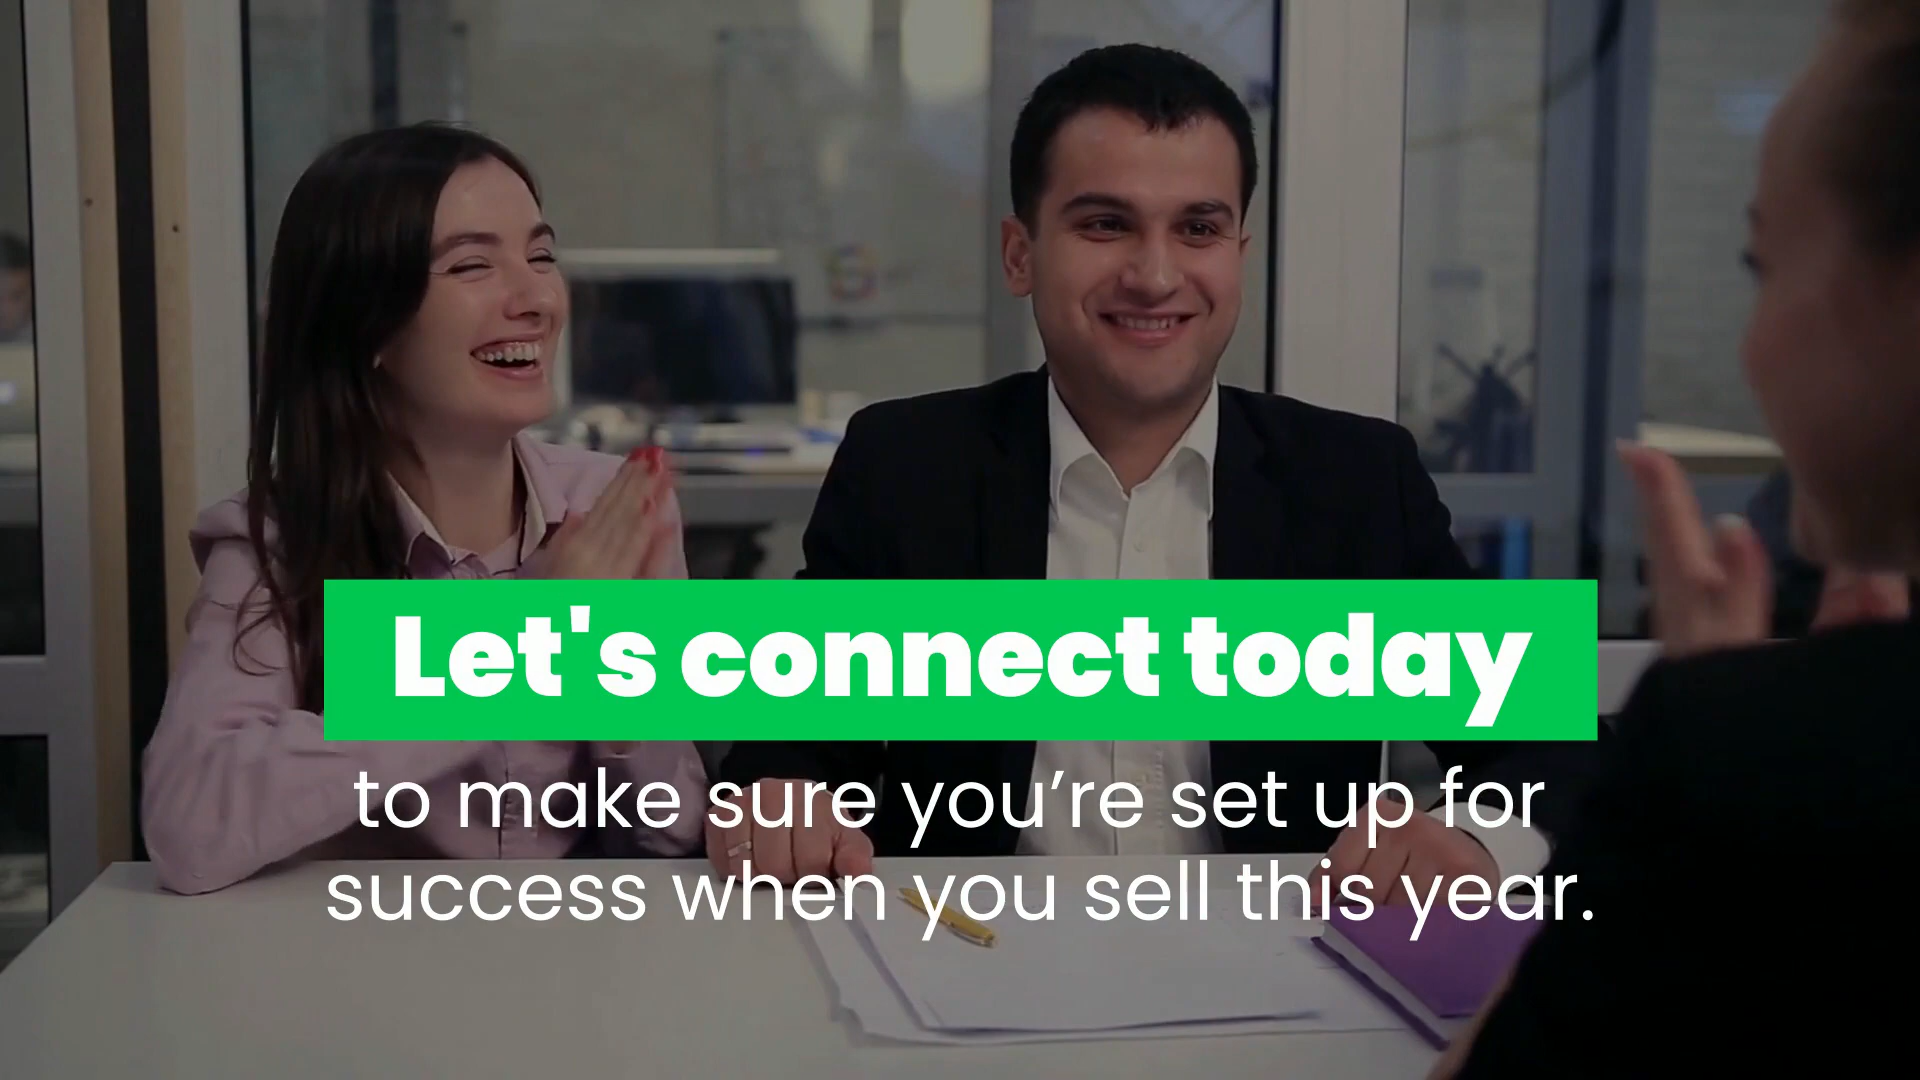 Let's connect today
to make sure you’re set up for
success when you sell this year.